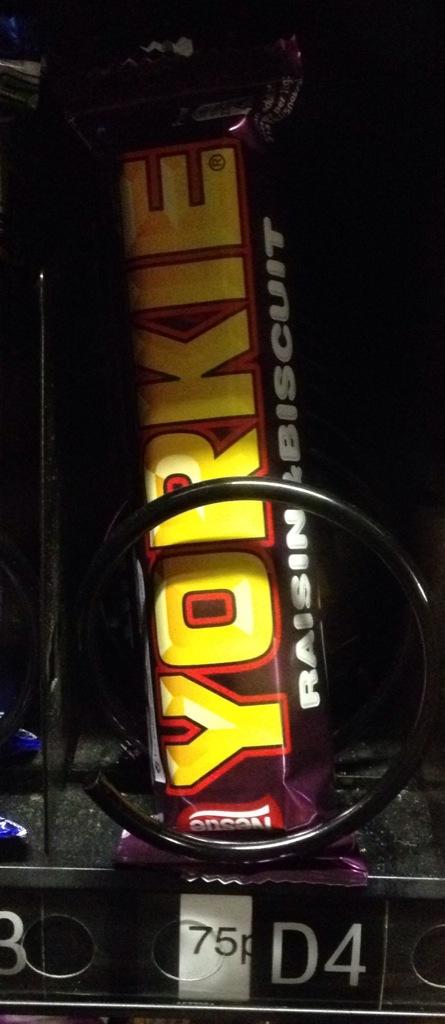 YORKIE®
RAISIN & BISCUIT
Nestlé
75p
D4